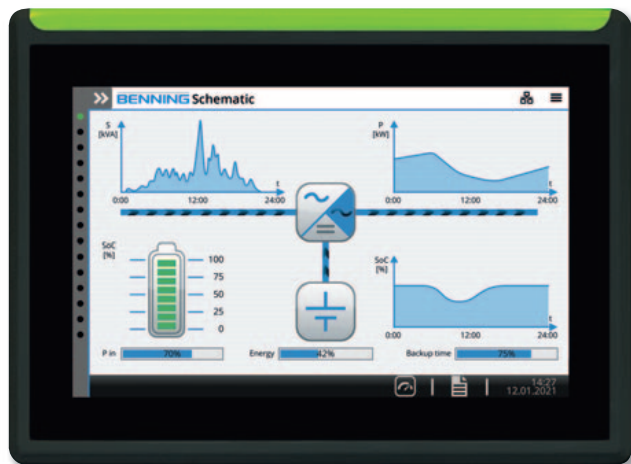 BENNING Schematic
S
[kVA]
t
0:00 12:00 24:00
P
[kW]
t
0:00 12:00 24:00
SoC
[%]
100
75
50
25
0
SoC
[%]
t
0:00 12:00 24:00
P in 70%
Energy 42%
Backup time 75%
14:27
12.01.2021